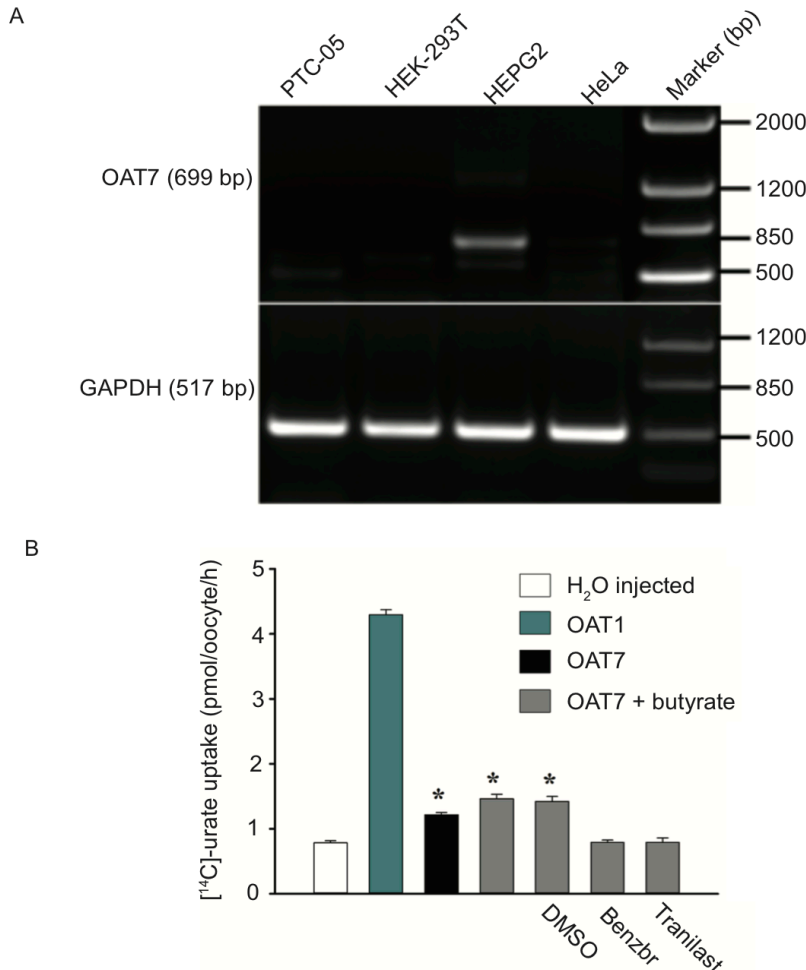 A
PTC-05
HEK-293T
HEPG2
HeLa
Marker (bp)
OAT7 (699 bp)
2000
1200
850
500
GAPDH (517 bp)
1200
850
500
B
[¹⁴C]-urate uptake (pmol/oocyte/h)
5
4
3
2
1
0
H₂O injected
OAT1
OAT7
OAT7 + butyrate
*
*
*
DMSO
Benzbr
Tranilast